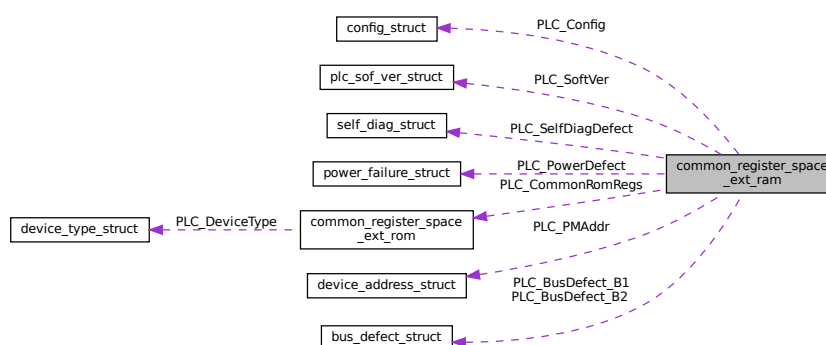 config_struct
PLC_Config
plc_sof_ver_struct
PLC_SoftVer
self_diag_struct
PLC_SelfDiagDefect
power_failure_struct
PLC_PowerDefect
PLC_CommonRomRegs
common_register_space
_ext_ram
device_type_struct
PLC_DeviceType
common_register_space
_ext_rom
PLC_PMAddr
device_address_struct
PLC_BusDefect_B1
PLC_BusDefect_B2
bus_defect_struct